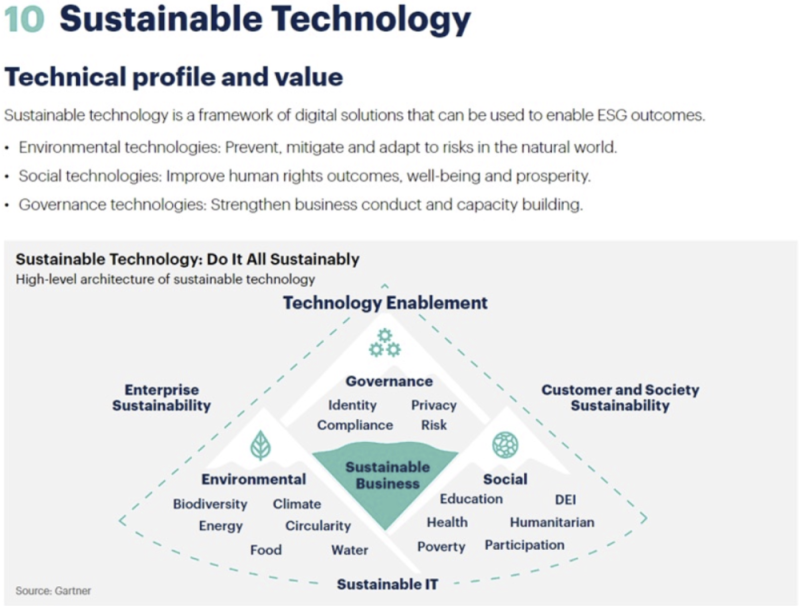 10 Sustainable Technology
Technical profile and value
Sustainable technology is a framework of digital solutions that can be used to enable ESG outcomes.
• Environmental technologies: Prevent, mitigate and adapt to risks in the natural world.
• Social technologies: Improve human rights outcomes, well-being and prosperity.
• Governance technologies: Strengthen business conduct and capacity building.
Sustainable Technology: Do It All Sustainably
High-level architecture of sustainable technology
Technology Enablement
Enterprise
Sustainability
Customer and Society
Sustainability
Governance
Identity Privacy
Compliance Risk
Sustainable
Business
Environmental
Biodiversity Climate
Energy Circularity
Food Water
Social
Education DEI
Health Humanitarian
Poverty Participation
Sustainable IT
Source: Gartner